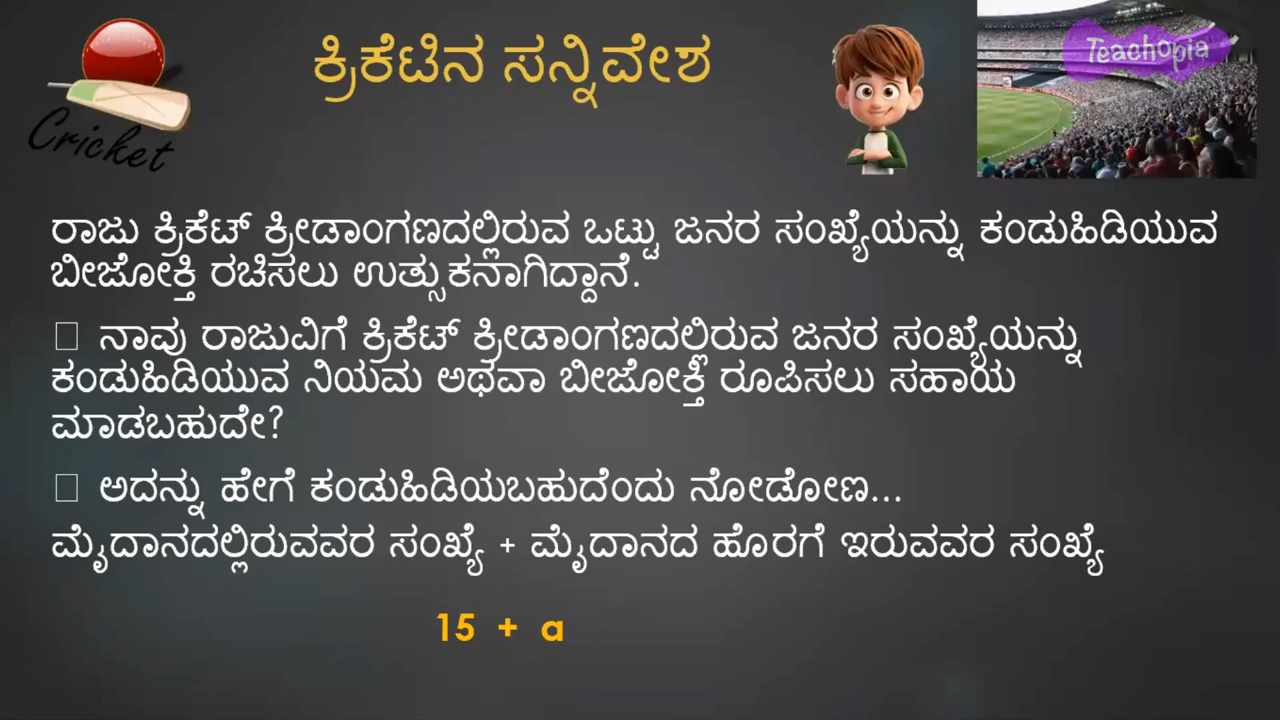 Cricket
ಕ್ರಿಕೆಟಿನ ಸನ್ನಿವೇಶ
Teachopia
ರಾಜು ಕ್ರಿಕೆಟ್ ಕ್ರೀಡಾಂಗಣದಲ್ಲಿರುವ ಒಟ್ಟು ಜನರ ಸಂಖ್ಯೆಯನ್ನು ಕಂಡುಹಿಡಿಯುವ
ಬೀಜೋಕ್ತಿ ರಚಿಸಲು ಉತ್ಸುಕನಾಗಿದ್ದಾನೆ.
ನಾವು ರಾಜುವಿಗೆ ಕ್ರಿಕೆಟ್ ಕ್ರೀಡಾಂಗಣದಲ್ಲಿರುವ ಜನರ ಸಂಖ್ಯೆಯನ್ನು
ಕಂಡುಹಿಡಿಯುವ ನಿಯಮ ಅಥವಾ ಬೀಜೋಕ್ತಿ ರೂಪಿಸಲು ಸಹಾಯ
ಮಾಡಬಹುದೇ?
ಅದನ್ನು ಹೇಗೆ ಕಂಡುಹಿಡಿಯಬಹುದೆಂದು ನೋಡೋಣ...
ಮೈದಾನದಲ್ಲಿರುವವರ ಸಂಖ್ಯೆ + ಮೈದಾನದ ಹೊರಗೆ ಇರುವವರ ಸಂಖ್ಯೆ
15 + a